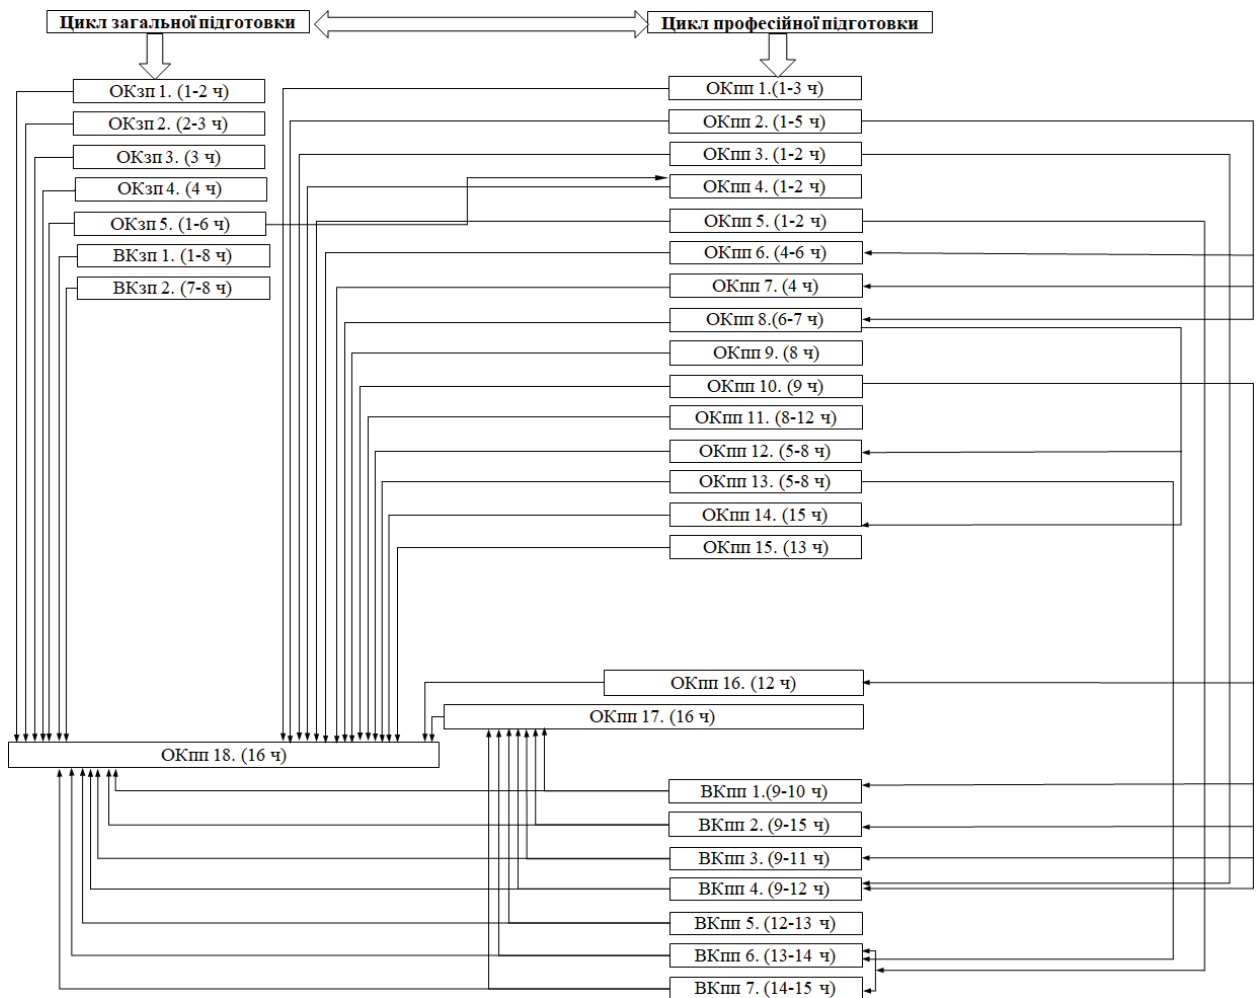 Цикл загальної підготовки
Цикл професійної підготовки
ОКзп 1. (1-2 ч)
ОКзп 2. (2-3 ч)
ОКзп 3. (3 ч)
ОКзп 4. (4 ч)
ОКзп 5. (1-6 ч)
ВКзп 1. (1-8 ч)
ВКзп 2. (7-8 ч)
ОКпп 1.(1-3 ч)
ОКпп 2. (1-5 ч)
ОКпп 3. (1-2 ч)
ОКпп 4. (1-2 ч)
ОКпп 5. (1-2 ч)
ОКпп 6. (4-6 ч)
ОКпп 7. (4 ч)
ОКпп 8.(6-7 ч)
ОКпп 9. (8 ч)
ОКпп 10. (9 ч)
ОКпп 11. (8-12 ч)
ОКпп 12. (5-8 ч)
ОКпп 13. (5-8 ч)
ОКпп 14. (15 ч)
ОКпп 15. (13 ч)
ОКпп 16. (12 ч)
ОКпп 17. (16 ч)
ОКпп 18. (16 ч)
ВКпп 1.(9-10 ч)
ВКпп 2. (9-15 ч)
ВКпп 3. (9-11 ч)
ВКпп 4. (9-12 ч)
ВКпп 5. (12-13 ч)
ВКпп 6. (13-14 ч)
ВКпп 7. (14-15 ч)